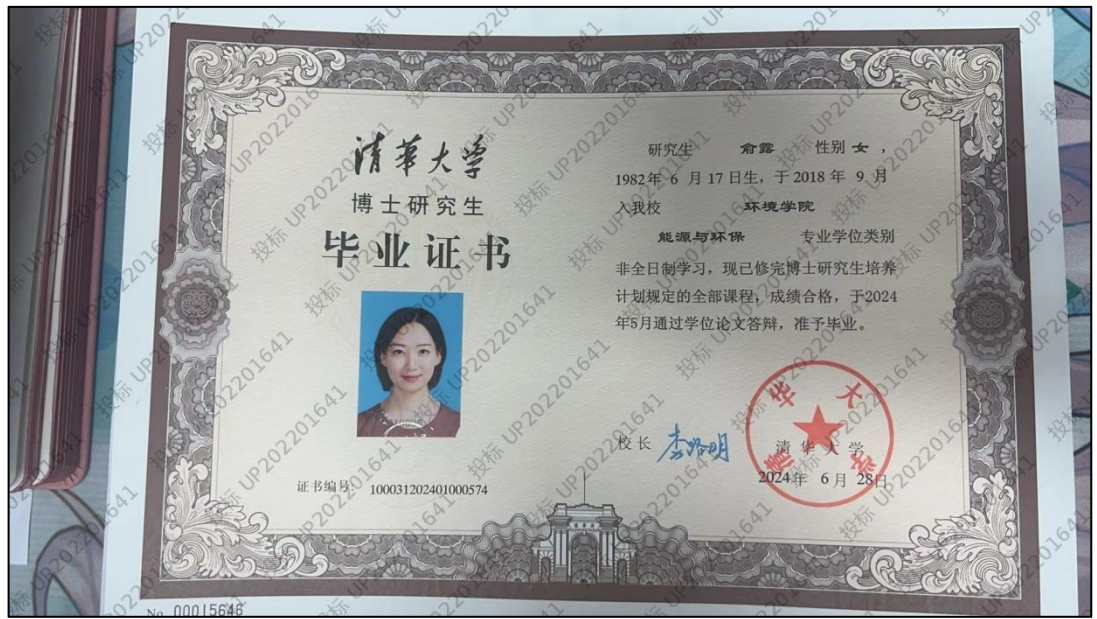 清華大学
博士研究生
毕业证书
证书编号: 100031202401000574
研究生 俞露 性别 女 ,
1982年 6 月 17 日生，于 2018 年 9 月
入我校 环境学院
能源与环保 专业学位类别
非全日制学习，现已修完博士研究生培养
计划规定的全部课程，成绩合格，于2024
年5月通过学位论文答辩，准予毕业。
校长 李路明
清华大学
清华大学
2024年 6 月 28日
No 00015646
投标 UP202201641